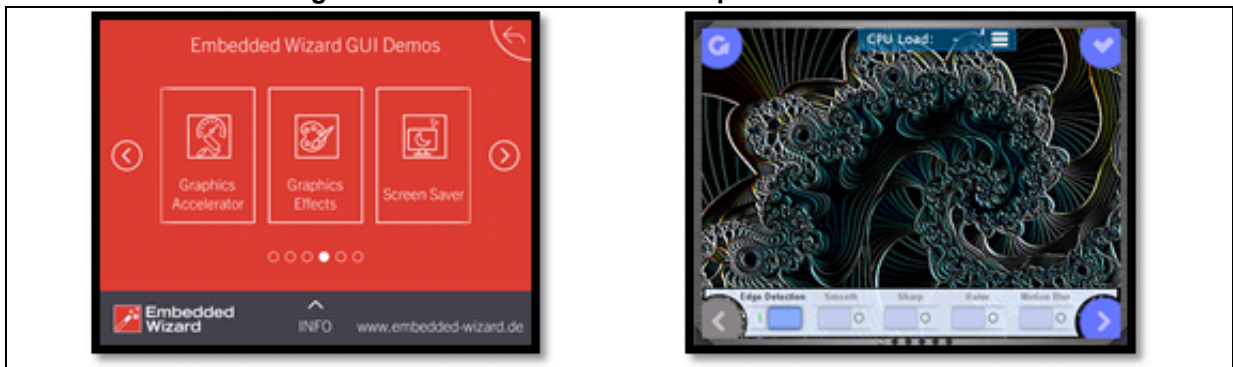 Embedded Wizard GUI Demos
Graphics
Accelerator
Graphics
Effects
Screen Saver
Embedded
Wizard
INFO
www.embedded-wizard.de
CPU Load:
Edge Detection
Smooth
Sharp
Motion Blur